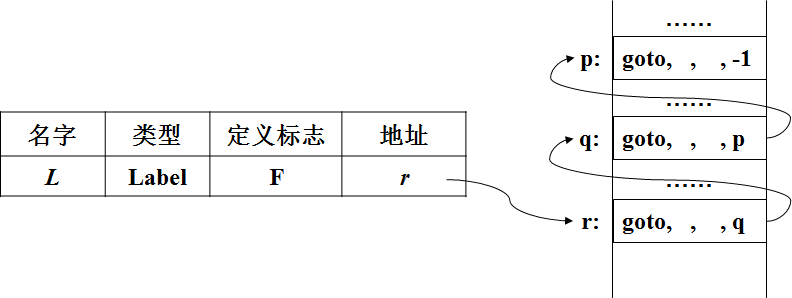 名字 类型 定义标志 地址
L Label F r
……
p: goto, , , -1
……
q: goto, , , p
……
r: goto, , , q